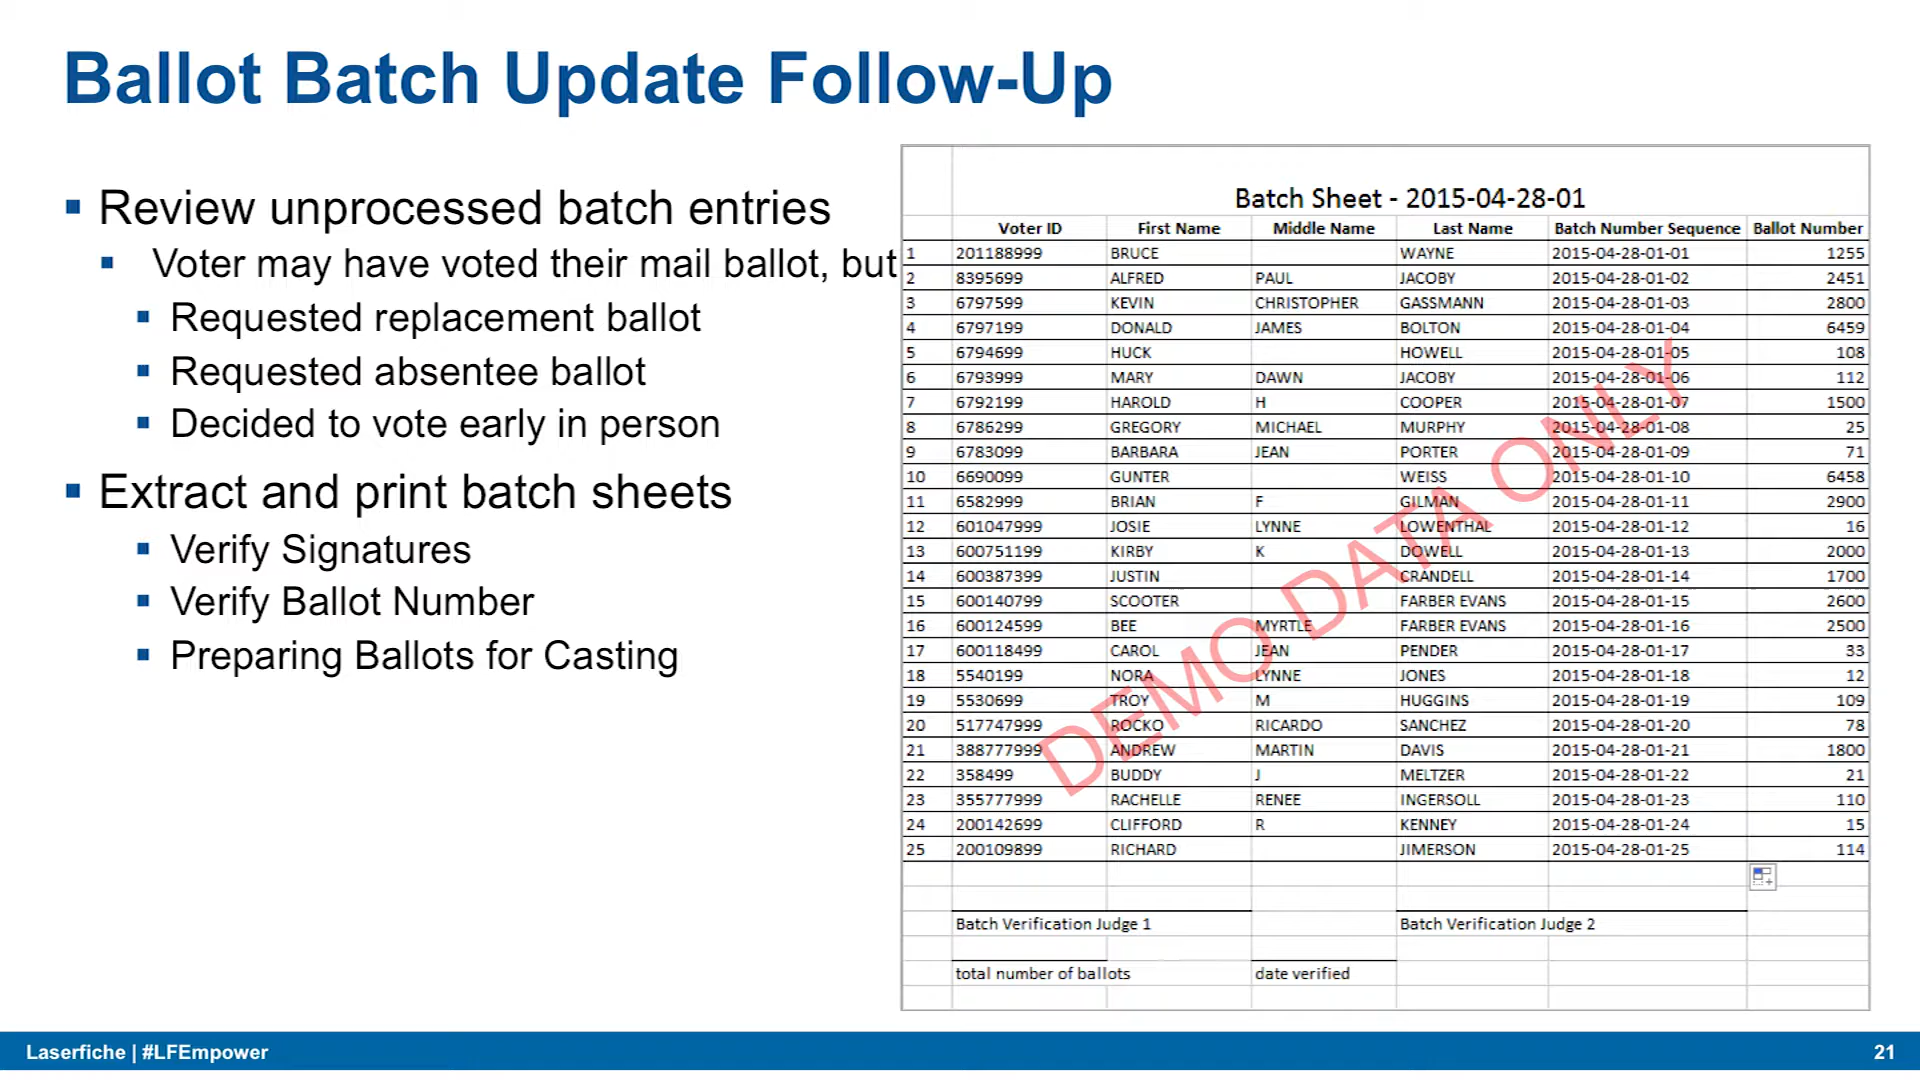 Ballot Batch Update Follow-Up
Review unprocessed batch entries
Voter may have voted their mail ballot, but
Requested replacement ballot
Requested absentee ballot
Decided to vote early in person
Extract and print batch sheets
Verify Signatures
Verify Ballot Number
Preparing Ballots for Casting
Batch Sheet - 2015-04-28-01
Voter ID First Name Middle Name Last Name Batch Number Sequence Ballot Number
1 201188999 BRUCE WAYNE 2015-04-28-01-01 1255
2 8395699 ALFRED PAUL JACOBY 2015-04-28-01-02 2451
3 6797599 KEVIN CHRISTOPHER GASSMANN 2015-04-28-01-03 2800
4 6797199 DONALD JAMES BOLTON 2015-04-28-01-04 6459
5 6794699 HUCK HOWELL 2015-04-28-01-05 108
6 6793999 MARY DAWN JACOBY 2015-04-28-01-06 112
7 6792199 HAROLD H COOPER 2015-04-28-01-07 1500
8 6786299 GREGORY MICHAEL MURPHY 2015-04-28-01-08 25
9 6783099 BARBARA JEAN PORTER 2015-04-28-01-09 71
10 6690099 GUNTER WEISS 2015-04-28-01-10 6458
11 6582999 BRIAN F GILMAN 2015-04-28-01-11 2900
12 601047999 JOSIE LYNNE LOWENTHAL 2015-04-28-01-12 16
13 600751199 KIRBY K DOWELL 2015-04-28-01-13 2000
14 600387399 JUSTIN CRANDELL 2015-04-28-01-14 1700
15 600140799 SCOOTER FARBER EVANS 2015-04-28-01-15 2600
16 600124599 BEE MYRTLE FARBER EVANS 2015-04-28-01-16 2500
17 600118499 CAROL JEAN PENDER 2015-04-28-01-17 33
18 5540199 NORA LYNNE JONES 2015-04-28-01-18 12
19 5530699 TROY M HUGGINS 2015-04-28-01-19 109
20 517747999 ROCKO RICARDO SANCHEZ 2015-04-28-01-20 78
21 388777999 ANDREW MARTIN DAVIS 2015-04-28-01-21 1800
22 358499 BUDDY J MELTZER 2015-04-28-01-22 21
23 355777999 RACHELLE RENEE INGERSOLL 2015-04-28-01-23 110
24 200142699 CLIFFORD R KENNEY 2015-04-28-01-24 15
25 200109899 RICHARD JIMERSON 2015-04-28-01-25 114
DEMO DATA ONLY
Batch Verification Judge 1 Batch Verification Judge 2
total number of ballots date verified
Laserfiche | #LFEmpower 21